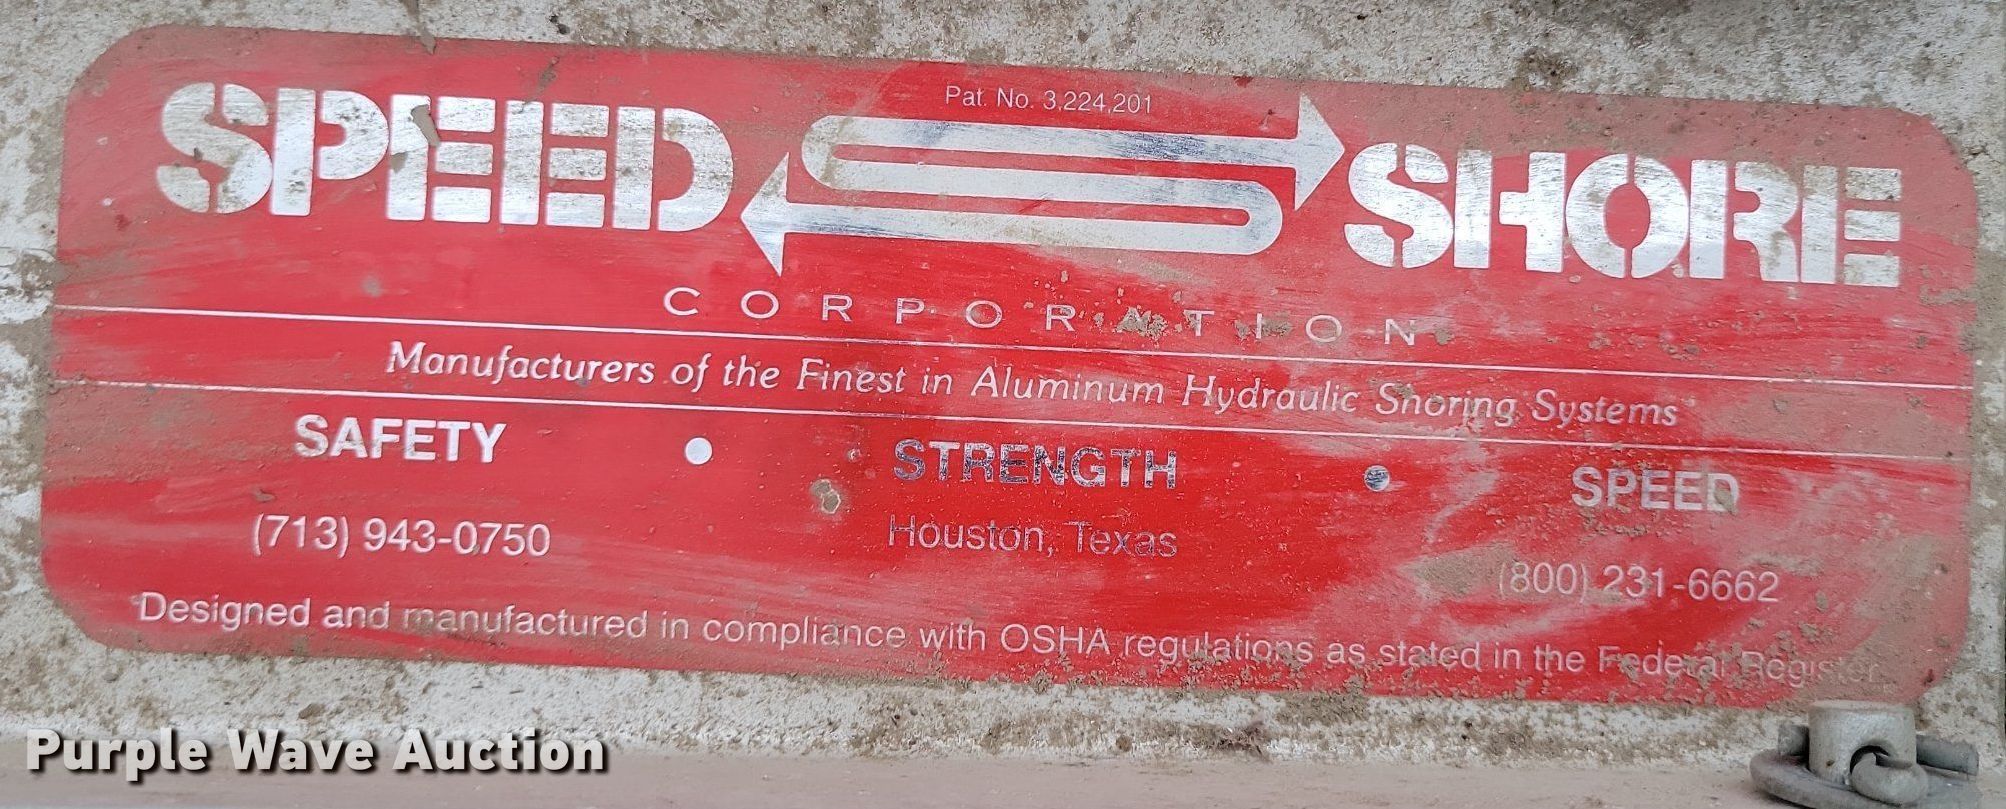 Pat. No. 3,224,201
SPEED SHORE
CORPORATION
Manufacturers of the Finest in Aluminum Hydraulic Shoring Systems
SAFETY • STRENGTH • SPEED
(713) 943-0750 Houston, Texas (800) 231-6662
Designed and manufactured in compliance with OSHA regulations as stated in the Federal Register
Purple Wave Auction